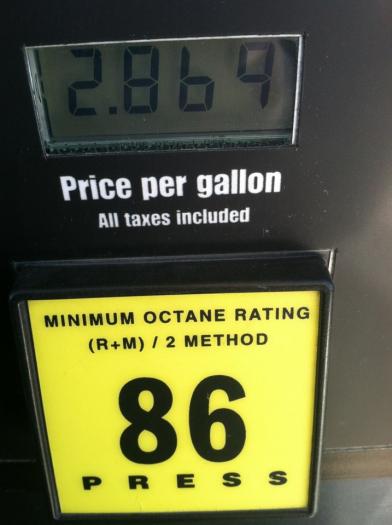 2.869
Price per gallon
All taxes included
MINIMUM OCTANE RATING
(R+M) / 2 METHOD
86
PRESS